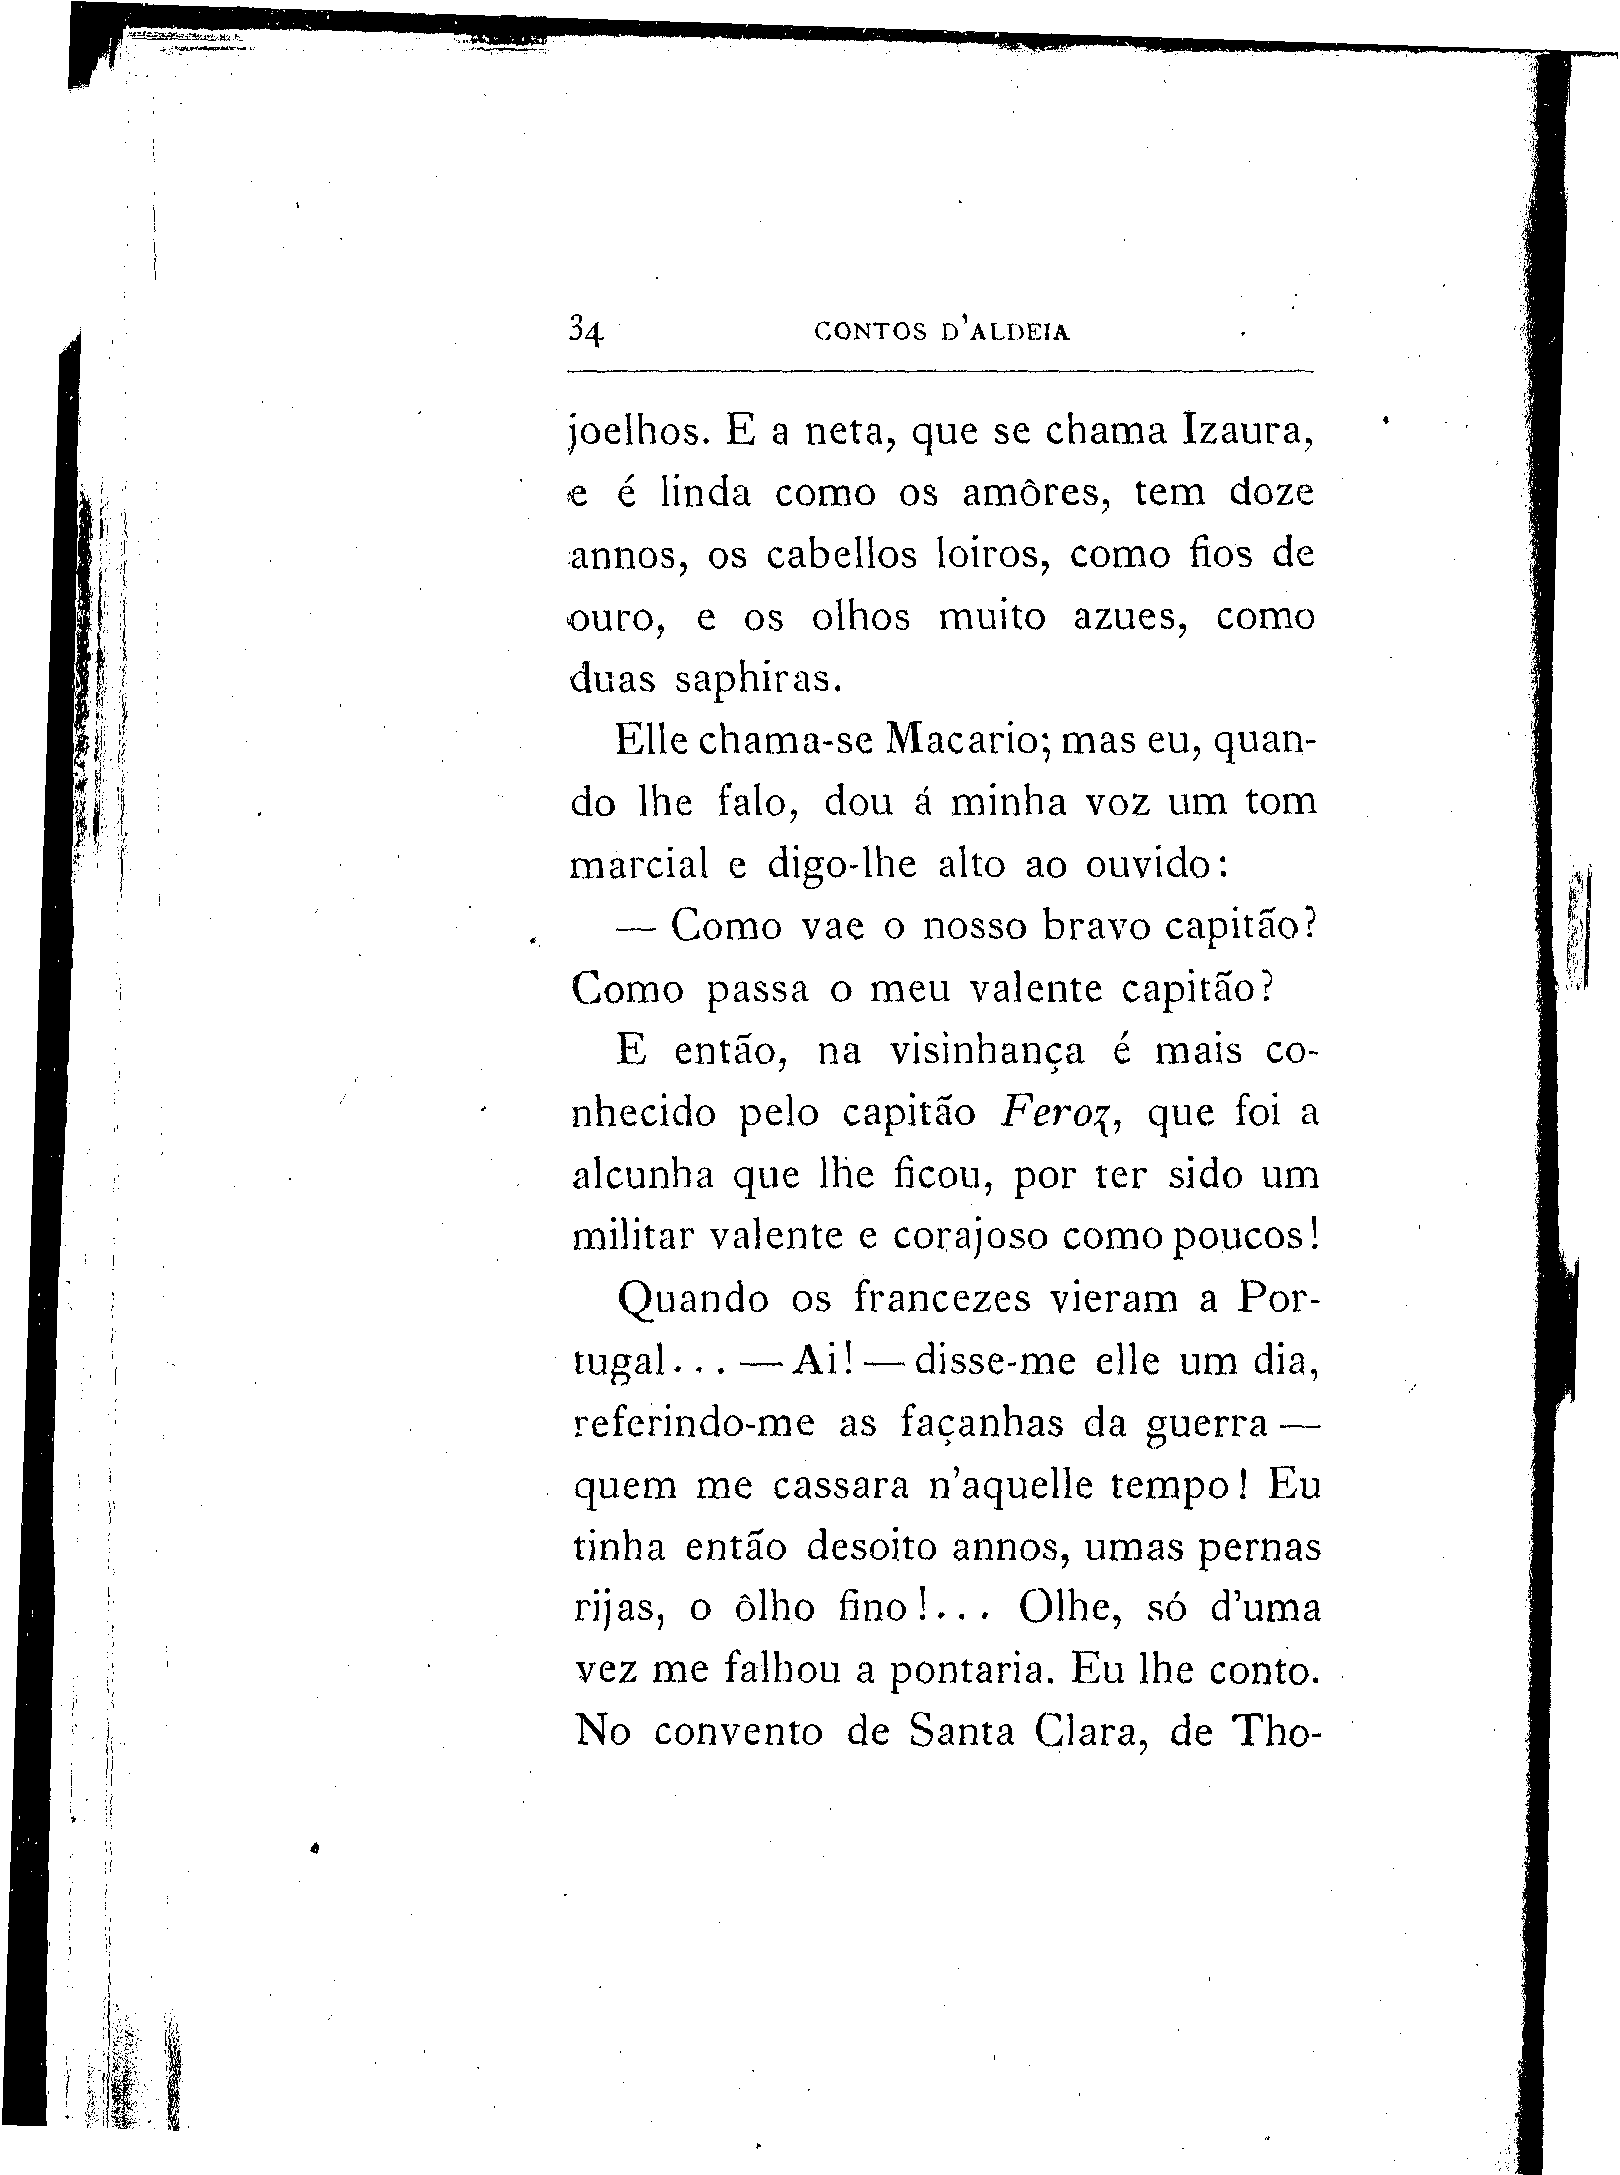 34 CONTOS D'ALDEIA
joelhos. E a neta, que se chama Izaura,
e é linda como os amôres, tem doze
annos, os cabellos loiros, como fios de
ouro, e os olhos muito azues, como
duas saphiras.
Elle chama-se Macario; mas eu, quan-
do lhe falo, dou á minha voz um tom
marcial e digo-lhe alto ao ouvido:
— Como vae o nosso bravo capitão?
Como passa o meu valente capitão?
E então, na visinhança é mais co-
nhecido pelo capitão Feroz, que foi a
alcunha que lhe ficou, por ter sido um
militar valente e corajoso como poucos!
Quando os francezes vieram a Por-
tugal... — Ai! — disse-me elle um dia,
referindo-me as façanhas da guerra —
quem me cassara n'aquelle tempo! Eu
tinha então desoito annos, umas pernas
rijas, o ôlho fino!... Olhe, só d'uma
vez me falhou a pontaria. Eu lhe conto.
No convento de Santa Clara, de Tho-